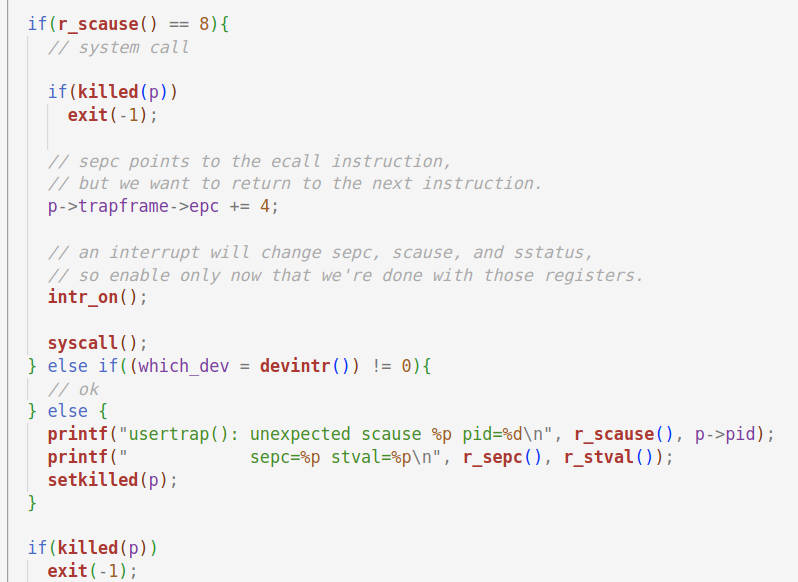 if(r_scause() == 8){
// system call
if(killed(p))
exit(-1);
// sepc points to the ecall instruction,
// but we want to return to the next instruction.
p->trapframe->epc += 4;
// an interrupt will change sepc, scause, and sstatus,
// so enable only now that we're done with those registers.
intr_on();
syscall();
} else if((which_dev = devintr()) != 0){
// ok
} else {
printf("usertrap(): unexpected scause %p pid=%d\n", r_scause(), p->pid);
printf("            sepc=%p stval=%p\n", r_sepc(), r_stval());
setkilled(p);
}
if(killed(p))
exit(-1);